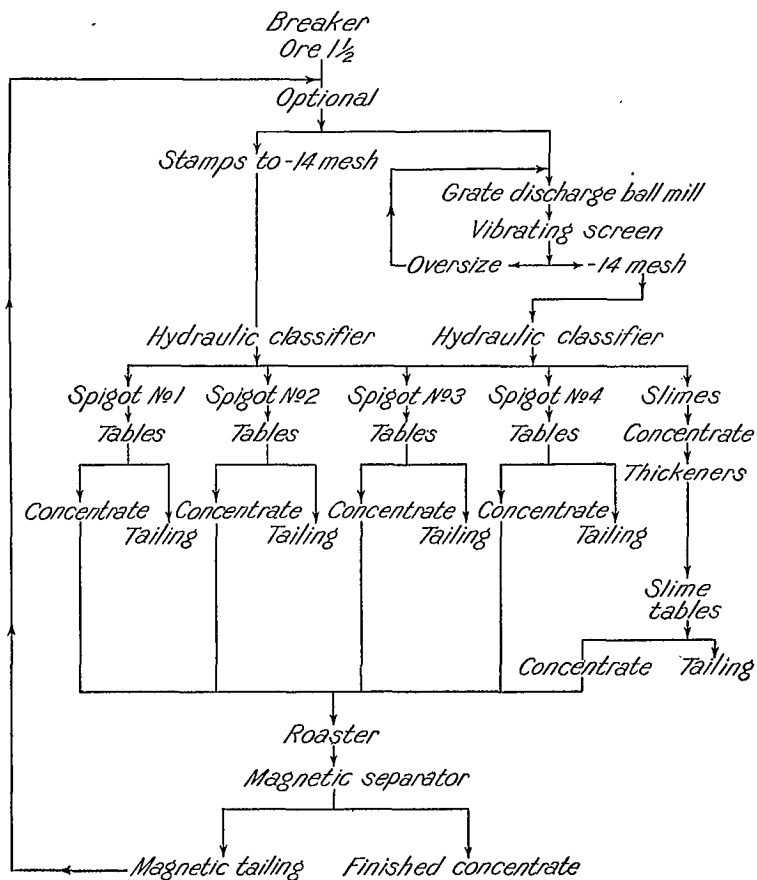 Breaker
Ore 1½
Optional
Stamps to -14 mesh
Grate discharge ball mill
Vibrating screen
Oversize
-14 mesh
Hydraulic classifier
Hydraulic classifier
Spigot №1
Spigot №2
Spigot №3
Spigot №4
Slimes
Tables
Tables
Tables
Tables
Concentrate
Thickeners
Concentrate
Tailing
Concentrate
Tailing
Concentrate
Tailing
Concentrate
Tailing
Slime
tables
Concentrate
Tailing
Roaster
Magnetic separator
Magnetic tailing
Finished concentrate